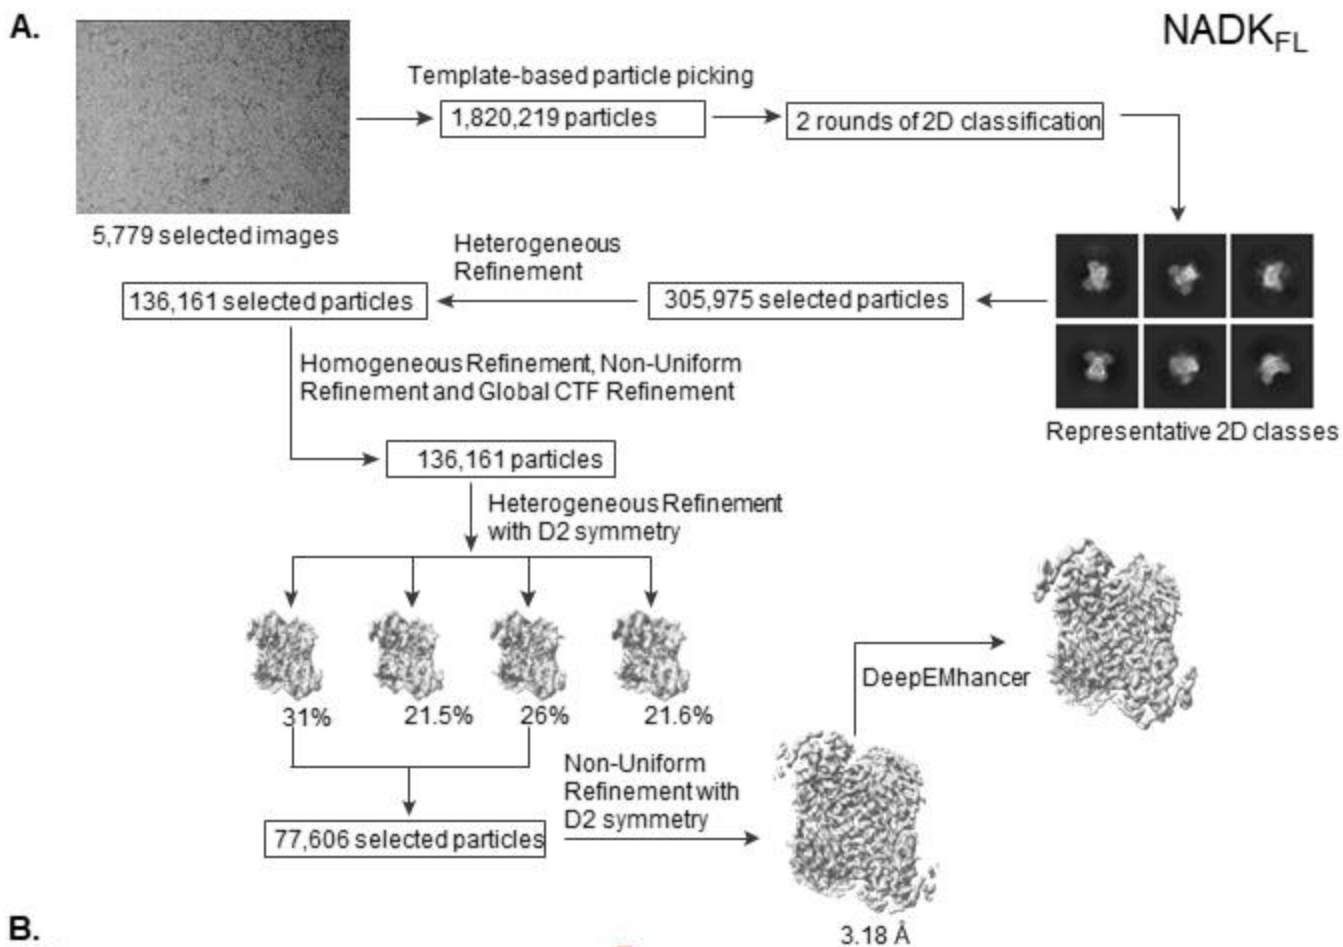 A.
NADKFL
Template-based particle picking
1,820,219 particles
2 rounds of 2D classification
5,779 selected images
Heterogeneous
Refinement
136,161 selected particles
305,975 selected particles
Homogeneous Refinement, Non-Uniform
Refinement and Global CTF Refinement
Representative 2D classes
136,161 particles
Heterogeneous Refinement
with D2 symmetry
31%
21.5%
26%
21.6%
DeepEMhancer
Non-Uniform
Refinement with
D2 symmetry
77,606 selected particles
3.18 Å
B.